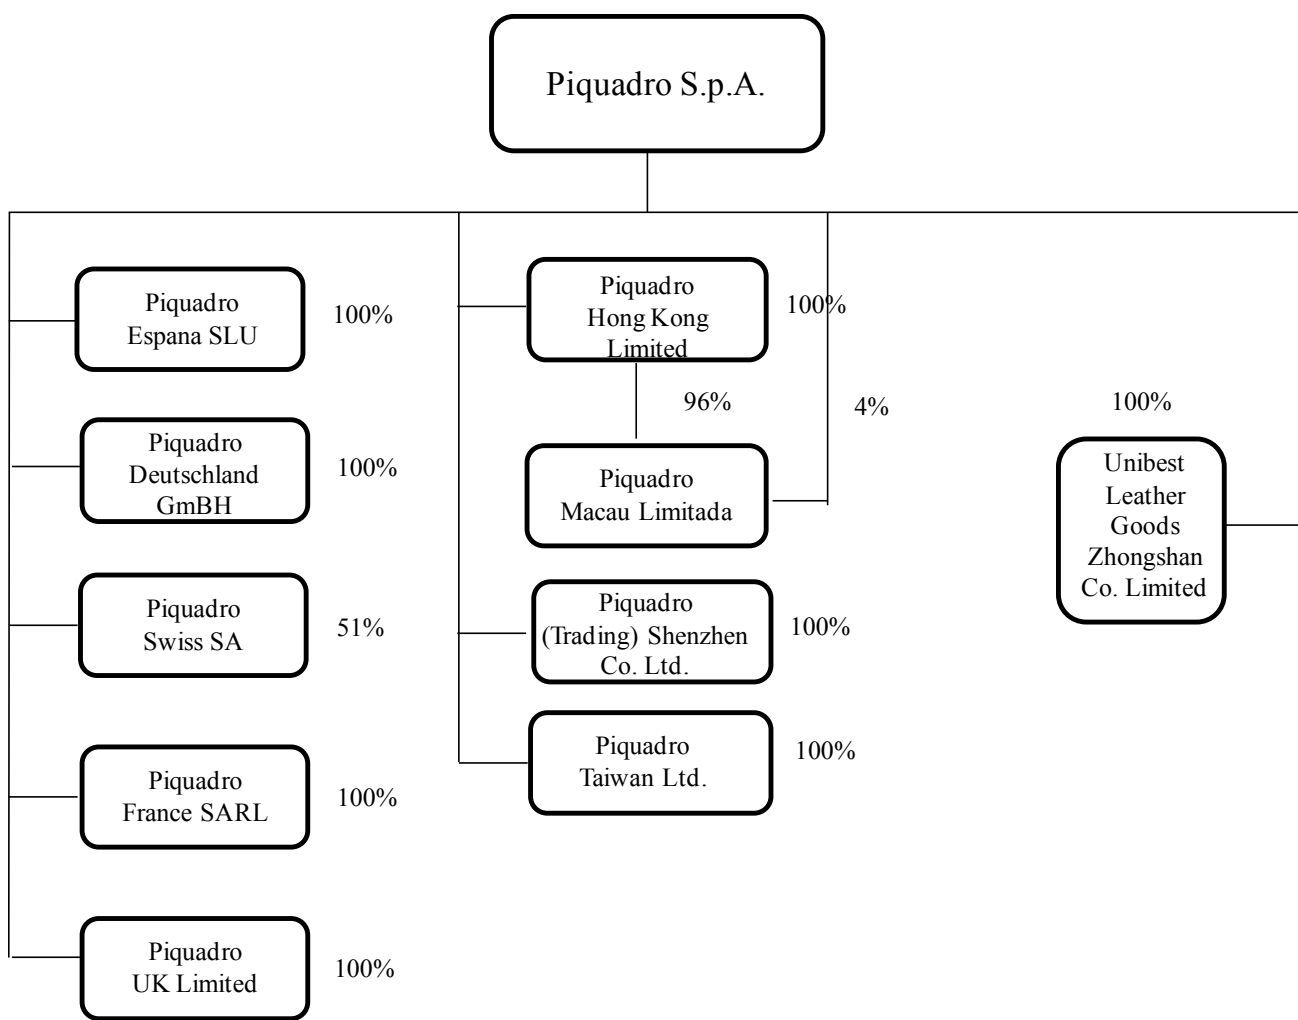 Piquadro S.p.A.
Piquadro
Espana SLU
100%
Piquadro
Deutschland
GmBH
100%
Piquadro
Swiss SA
51%
Piquadro
France SARL
100%
Piquadro
UK Limited
100%
Piquadro
Hong Kong
Limited
100%
96%
4%
Piquadro
Macau Limitada
Piquadro
(Trading) Shenzhen
Co. Ltd.
100%
Piquadro
Taiwan Ltd.
100%
100%
Unibest
Leather
Goods
Zhongshan
Co. Limited